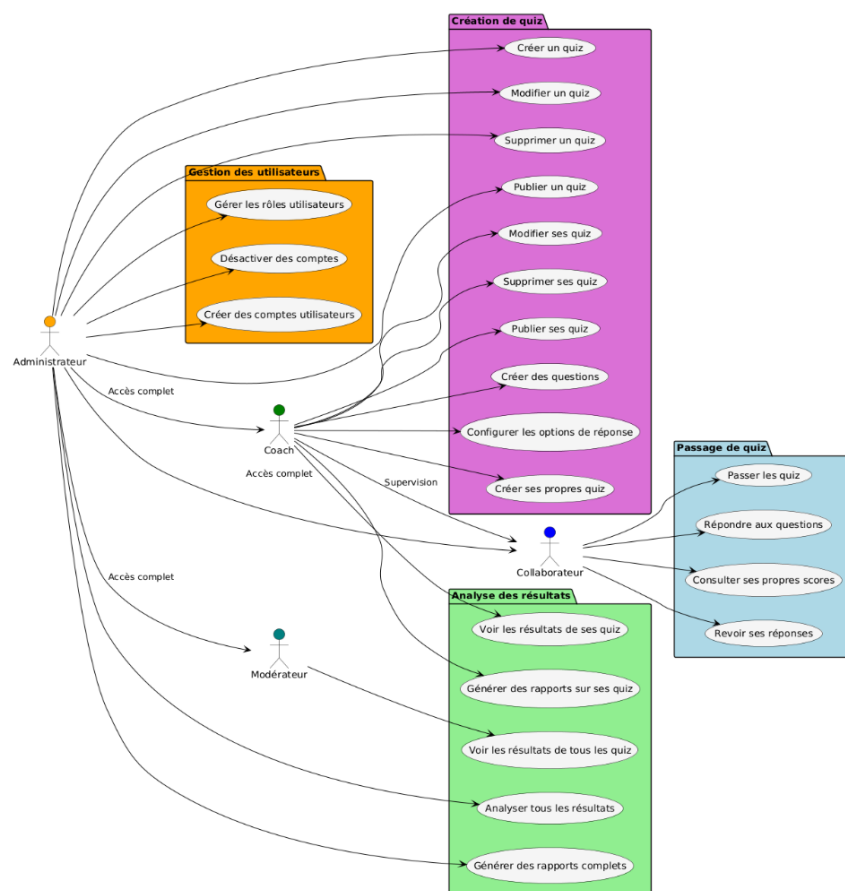 Création de quiz
Créer un quiz
Modifier un quiz
Supprimer un quiz
Gestion des utilisateurs
Publier un quiz
Gérer les rôles utilisateurs
Modifier ses quiz
Désactiver des comptes
Supprimer ses quiz
Créer des comptes utilisateurs
Publier ses quiz
Administrateur
Créer des questions
Accès complet
Configurer les options de réponse
Coach
Passage de quiz
Accès complet
Passer les quiz
Supervision
Créer ses propres quiz
Répondre aux questions
Collaborateur
Accès complet
Consulter ses propres scores
Analyse des résultats
Voir les résultats de ses quiz
Revoir ses réponses
Modérateur
Générer des rapports sur ses quiz
Voir les résultats de tous les quiz
Analyser tous les résultats
Générer des rapports complets